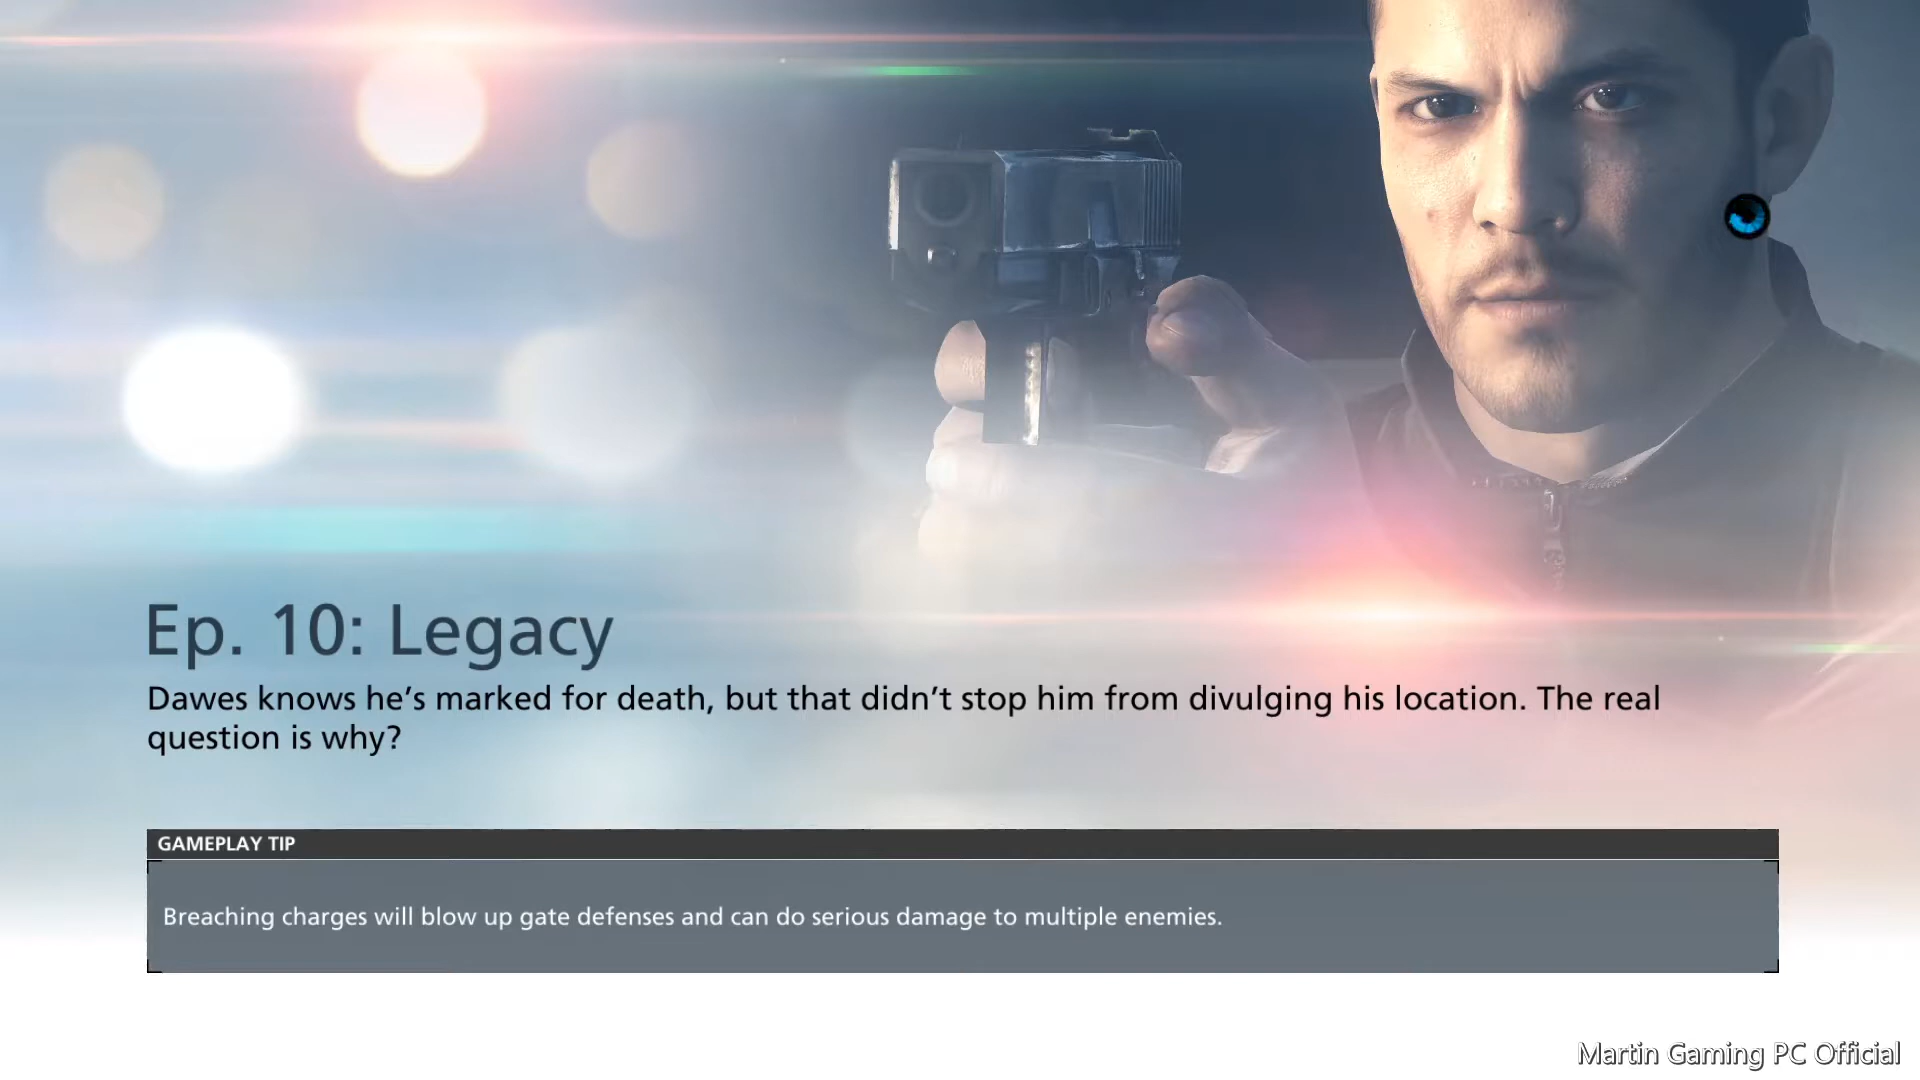 Ep. 10: Legacy
Dawes knows he’s marked for death, but that didn’t stop him from divulging his location. The real
question is why?
GAMEPLAY TIP
Breaching charges will blow up gate defenses and can do serious damage to multiple enemies.
Martin Gaming PC Official